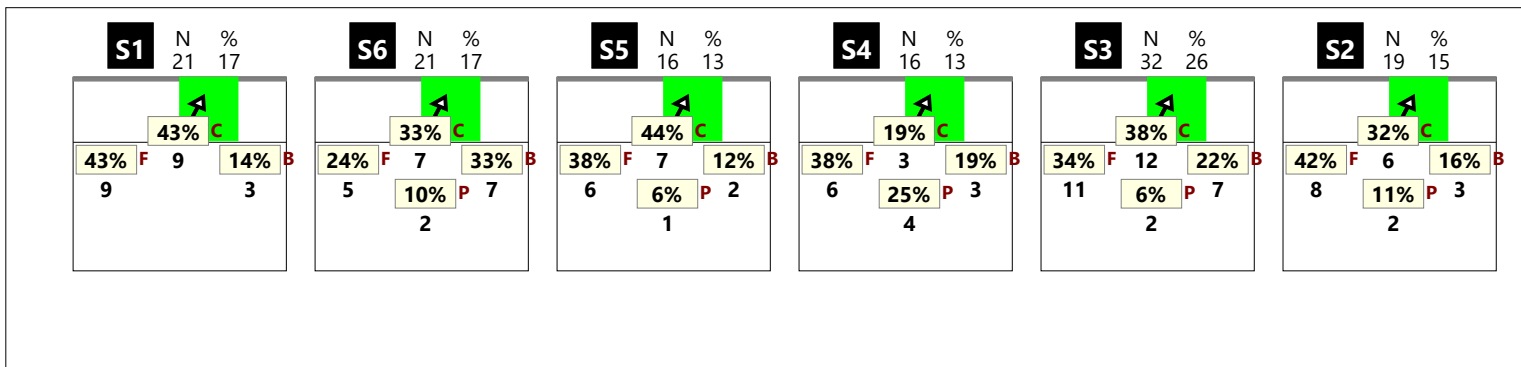 S1 N % S6 N % S5 N % S4 N % S3 N % S2 N %
21 17 21 17 16 13 16 13 32 26 19 15
43% C 33% C 44% C 19% C 38% C 32% C
43% F 9 14% B 24% F 7 33% B 38% F 7 12% B 38% F 3 19% B 34% F 12 22% B 42% F 6 16% B
9 3 5 10% P 7 6 6% P 2 6 25% P 3 11 6% P 7 8 11% P 3
2 1 4 2 2